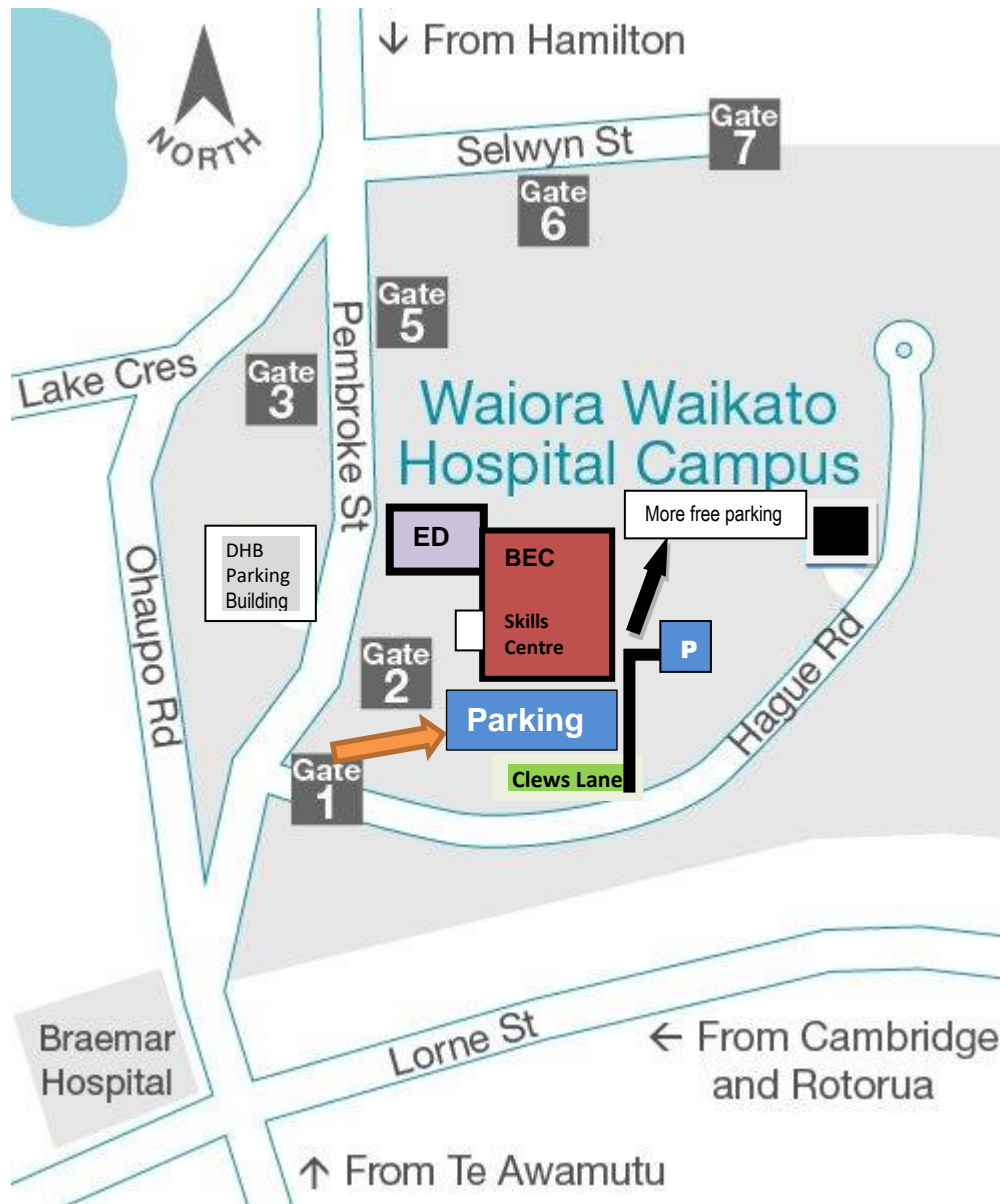 ↓ From Hamilton
NORTH
Selwyn St
Gate
7
Gate
6
Gate
5
Pembroke St
Lake Cres
Gate
3
Waiora Waikato
Hospital Campus
More free parking
ED
BEC
DHB
Parking
Building
Skills
Centre
P
Ohaupo Rd
Gate
2
Parking
Hague Rd
Gate
1
Clews Lane
Braemar
Hospital
Lorne St
← From Cambridge
and Rotorua
↑ From Te Awamutu